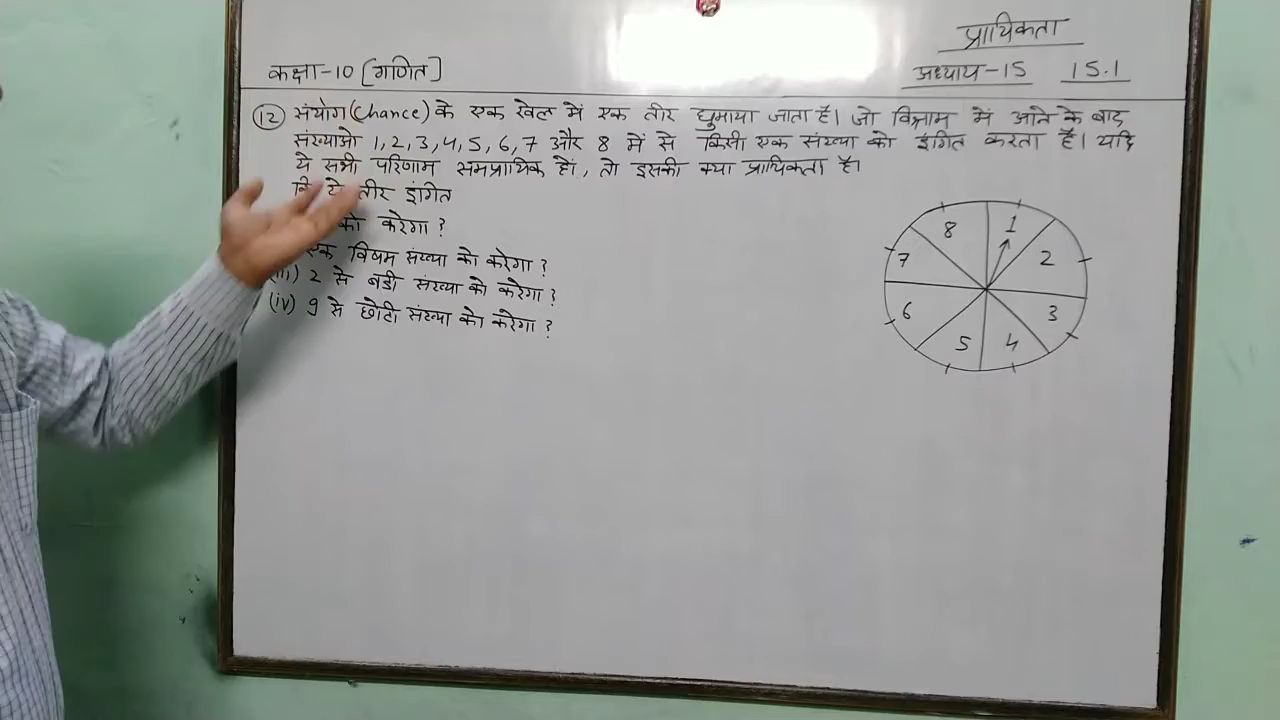 प्रायिकता
कक्षा-10 [गणित]
अध्याय-15 15.1
(12) संयोग (Chance) के एक खेल में एक तीर घुमाया जाता है। जो विश्राम में आने के बाद
संख्याओ 1, 2, 3, 4, 5, 6, 7 और 8 में से किसी एक संख्या को इंगित करता है। यदि
ये सभी परिणाम समप्रायिक हों, तो इसकी क्या प्रायिकता है।
तीर इंगित
को करेगा ?
एक विषम संख्या को करेगा ?
(iii) 2 से बडी संख्या को करेगा ?
(iv) 9 से छोटी संख्या को करेगा ?
8 1
7 2
6 3
5 4